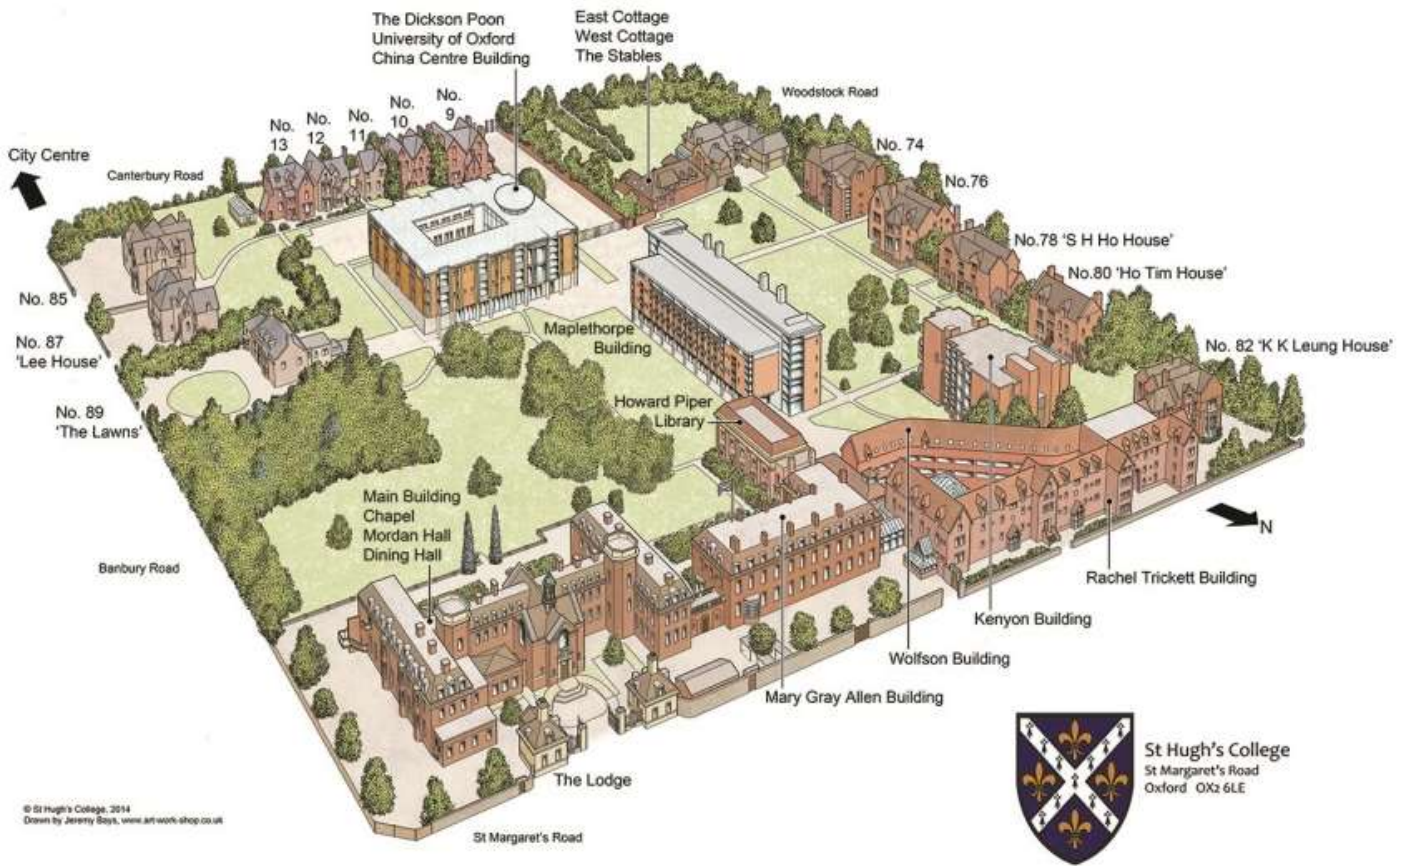 The Dickson Poon
University of Oxford
China Centre Building
East Cottage
West Cottage
The Stables
Woodstock Road
No.
13
No.
12
No.
11
No.
10
No.
9
City Centre
Canterbury Road
No. 74
No.76
No.78 'S H Ho House'
No.80 'Ho Tim House'
No. 82 'K K Leung House'
No. 85
No. 87
'Lee House'
No. 89
'The Lawns'
Maplethorpe
Building
Howard Piper
Library
Main Building
Chapel
Mordan Hall
Dining Hall
Banbury Road
N
Rachel Trickett Building
Kenyon Building
Wolfson Building
Mary Gray Allen Building
The Lodge
St Margaret's Road
St Hugh's College
St Margaret's Road
Oxford OX2 6LE
© St Hugh's College, 2014
Drawn by Jeremy Bays, www.art-work-shop.co.uk